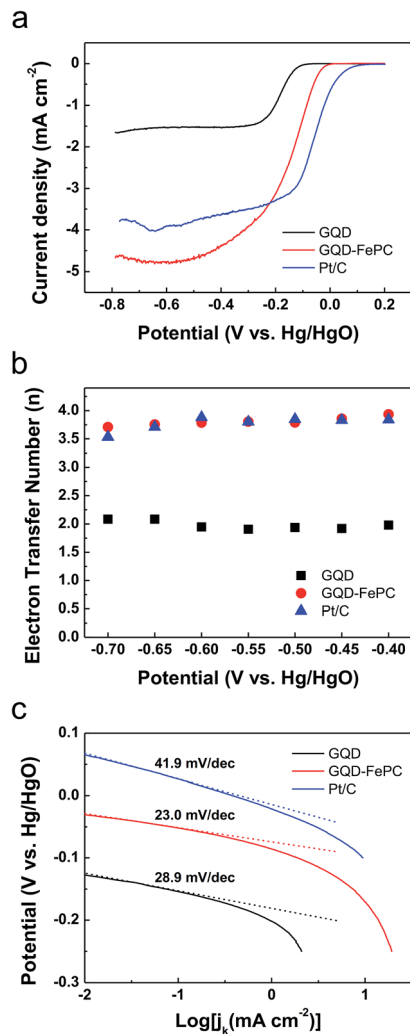 a
0
-1
-2
-3
-4
-5
Current density (mA cm⁻²)
GQD
GQD-FePC
Pt/C
-0.8 -0.6 -0.4 -0.2 0.0 0.2
Potential (V vs. Hg/HgO)
b
4.0
3.5
3.0
2.5
2.0
1.5
1.0
0.5
0.0
Electron Transfer Number (n)
GQD
GQD-FePC
Pt/C
-0.70 -0.65 -0.60 -0.55 -0.50 -0.45 -0.40
Potential (V vs. Hg/HgO)
c
0.1
0.0
-0.1
-0.2
-0.3
Potential (V vs. Hg/HgO)
41.9 mV/dec
23.0 mV/dec
28.9 mV/dec
GQD
GQD-FePC
Pt/C
-2 -1 0 1
Log[jₖ(mA cm⁻²)]